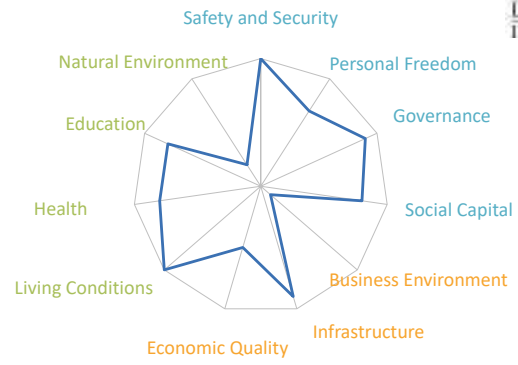 Safety and Security
Natural Environment
Personal Freedom
Education
Governance
Health
Social Capital
Living Conditions
Business Environment
Economic Quality
Infrastructure